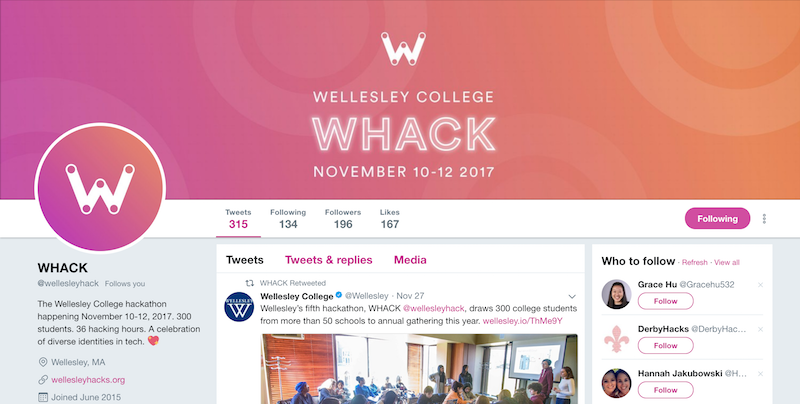 W
WELLESLEY COLLEGE
WHACK
NOVEMBER 10-12 2017
W
Tweets Following Followers Likes
315 134 196 167
Following
WHACK
@wellesleyhack Follows you
The Wellesley College hackathon
happening November 10-12, 2017. 300
students. 36 hacking hours. A celebration
of diverse identities in tech. ❤️
Wellesley, MA
wellesleyhacks.org
Joined June 2015
Tweets Tweets & replies Media
WHACK Retweeted
WELLESLEY
W
Wellesley College @Wellesley · Nov 27
Wellesley's fifth hackathon, WHACK @wellesleyhack, draws 300 college students
from more than 50 schools to annual gathering this year. wellesley.io/ThMe9Y
Who to follow · Refresh · View all
Grace Hu @Gracehu532
Follow
DerbyHacks @DerbyHac...
Follow
Hannah Jakubowski @H...
Follow